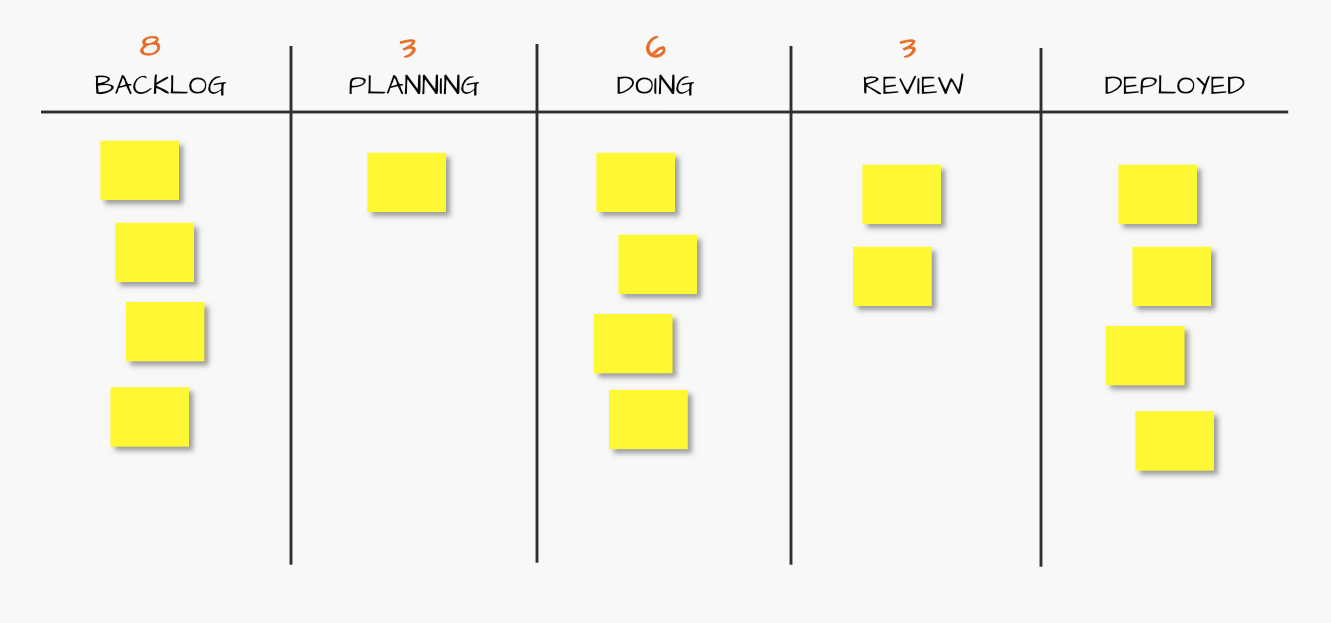 8 3 6 3
BACKLOG PLANNING DOING REVIEW DEPLOYED